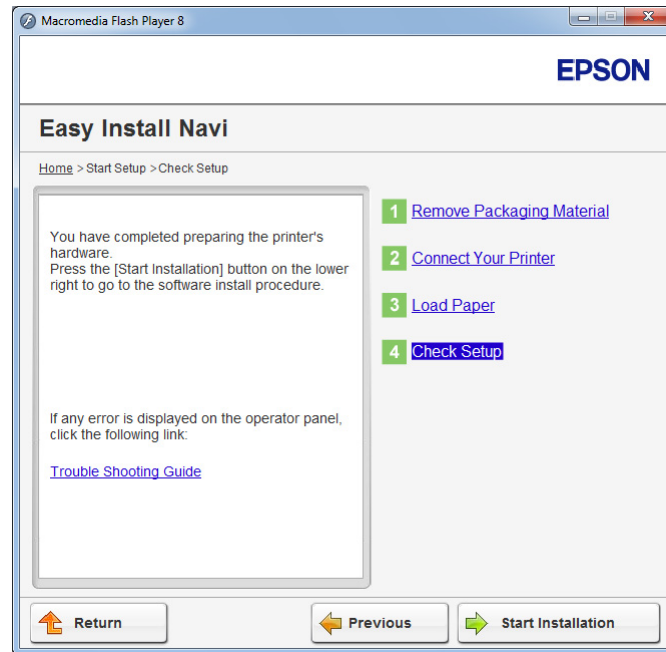 Macromedia Flash Player 8
EPSON
Easy Install Navi
Home > Start Setup >Check Setup
You have completed preparing the printer's
hardware.
Press the [Start Installation] button on the lower
right to go to the software install procedure.
If any error is displayed on the operator panel,
click the following link:
Trouble Shooting Guide
1 Remove Packaging Material
2 Connect Your Printer
3 Load Paper
4 Check Setup
Return
Previous
Start Installation